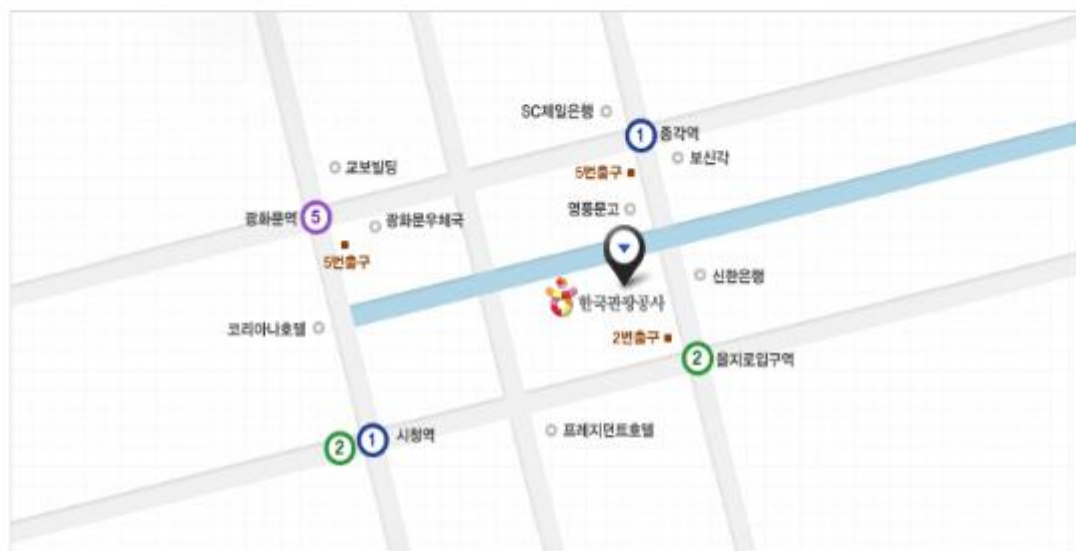 SC제일은행
1
종각역
보신각
5번출구
교보빌딩
영풍문고
광화문역
5
광화문우체국
5번출구
신한은행
한국관광공사
코리아나호텔
2번출구
2
을지로입구역
2
1
시청역
프레지던트호텔